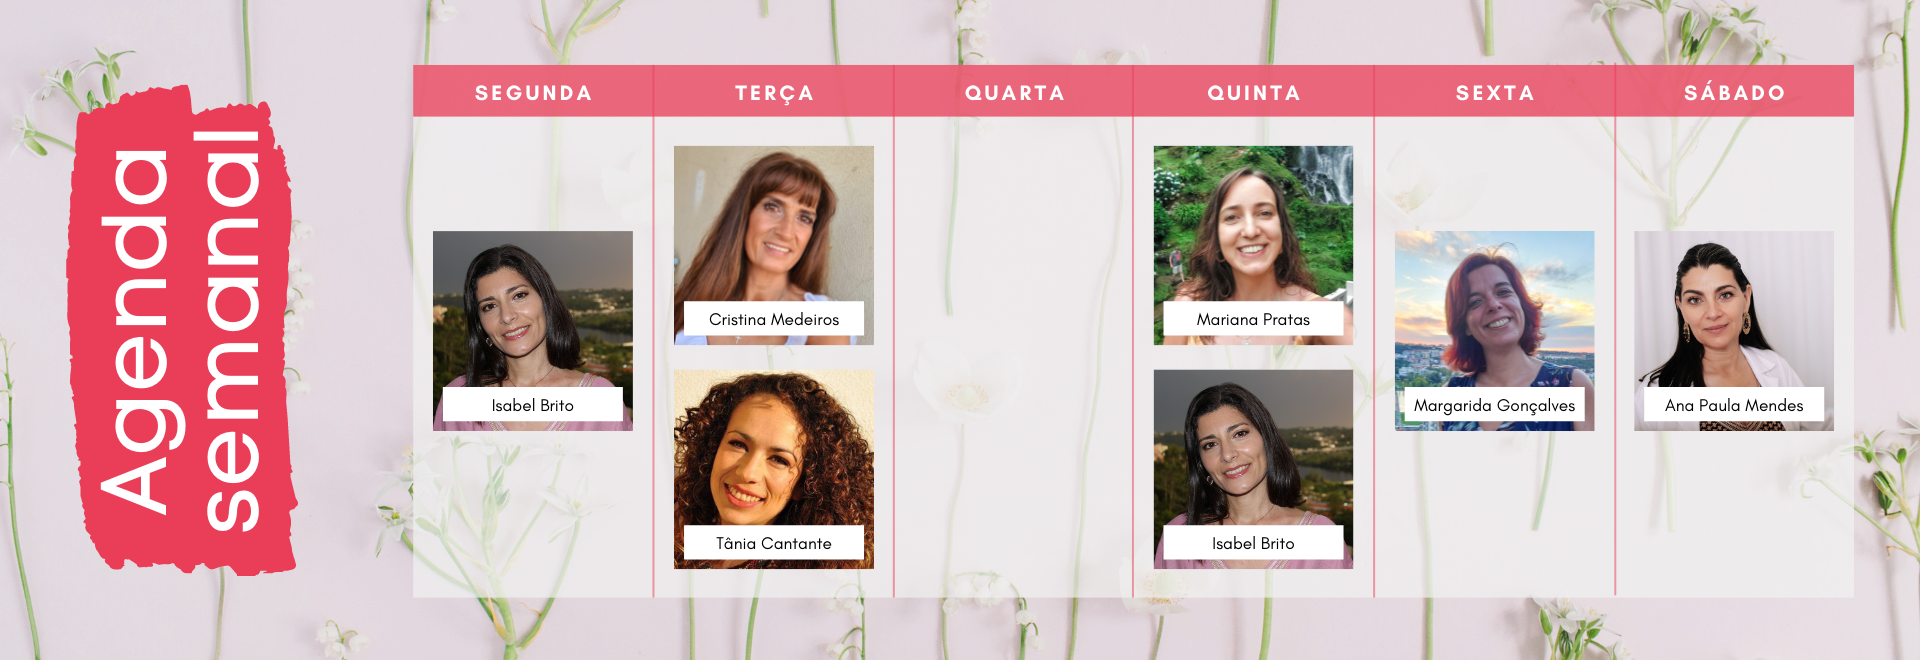 Agenda
semanal
SEGUNDA
TERÇA
QUARTA
QUINTA
SEXTA
SÁBADO
Isabel Brito
Cristina Medeiros
Tânia Cantante
Mariana Pratas
Isabel Brito
Margarida Gonçalves
Ana Paula Mendes